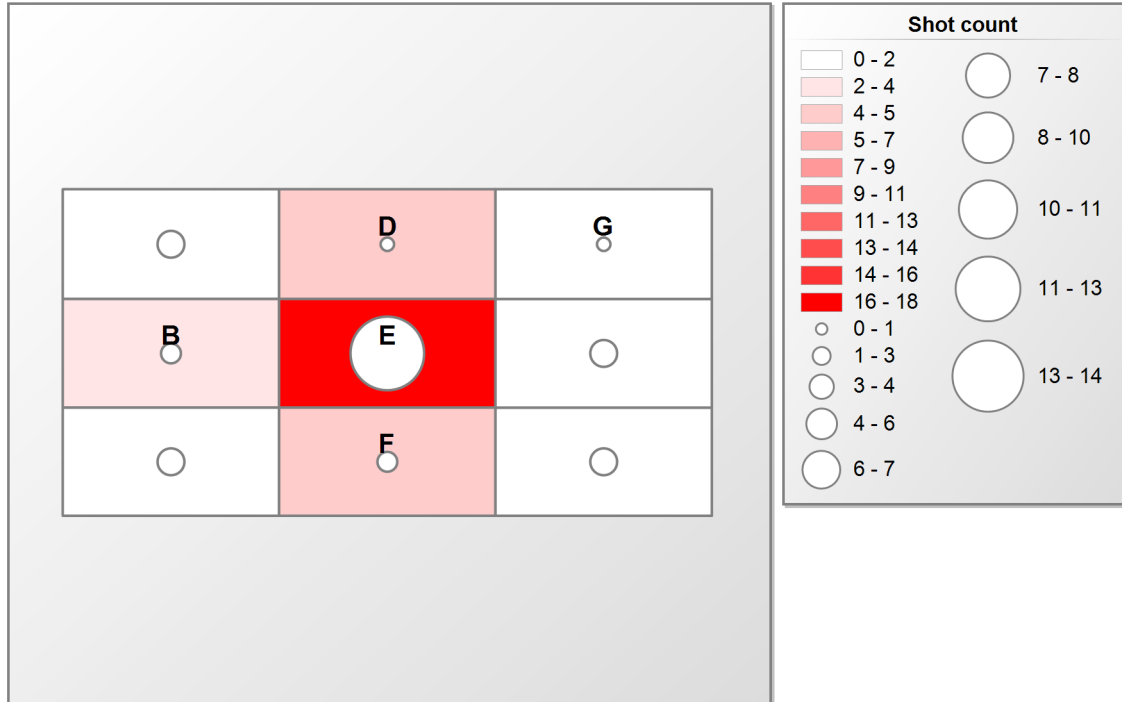 Shot count
0 - 2
2 - 4
4 - 5
5 - 7
7 - 9
9 - 11
11 - 13
13 - 14
14 - 16
16 - 18
0 - 1
1 - 3
3 - 4
4 - 6
6 - 7
7 - 8
8 - 10
10 - 11
11 - 13
13 - 14
D G
B E
F